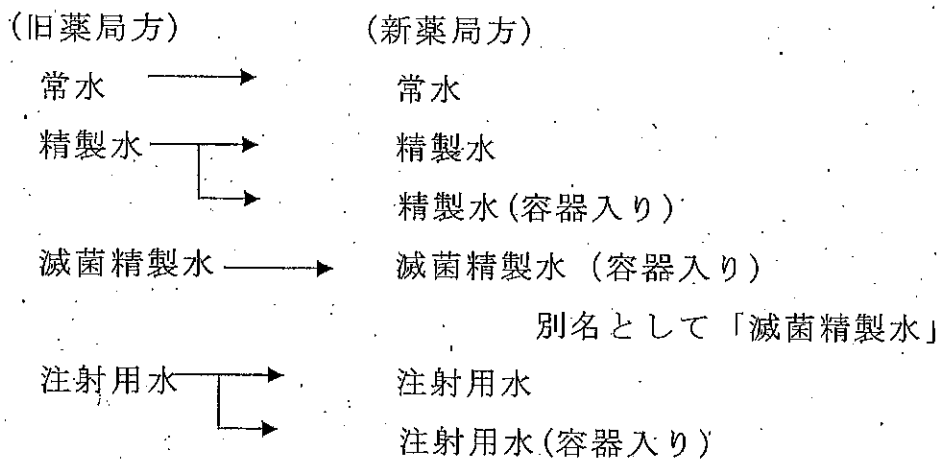 (旧薬局方) (新薬局方)
常水 → 常水
精製水 → 精製水
→ 精製水(容器入り)
滅菌精製水 → 滅菌精製水 (容器入り)
別名として「滅菌精製水」
注射用水 → 注射用水
→ 注射用水(容器入り)